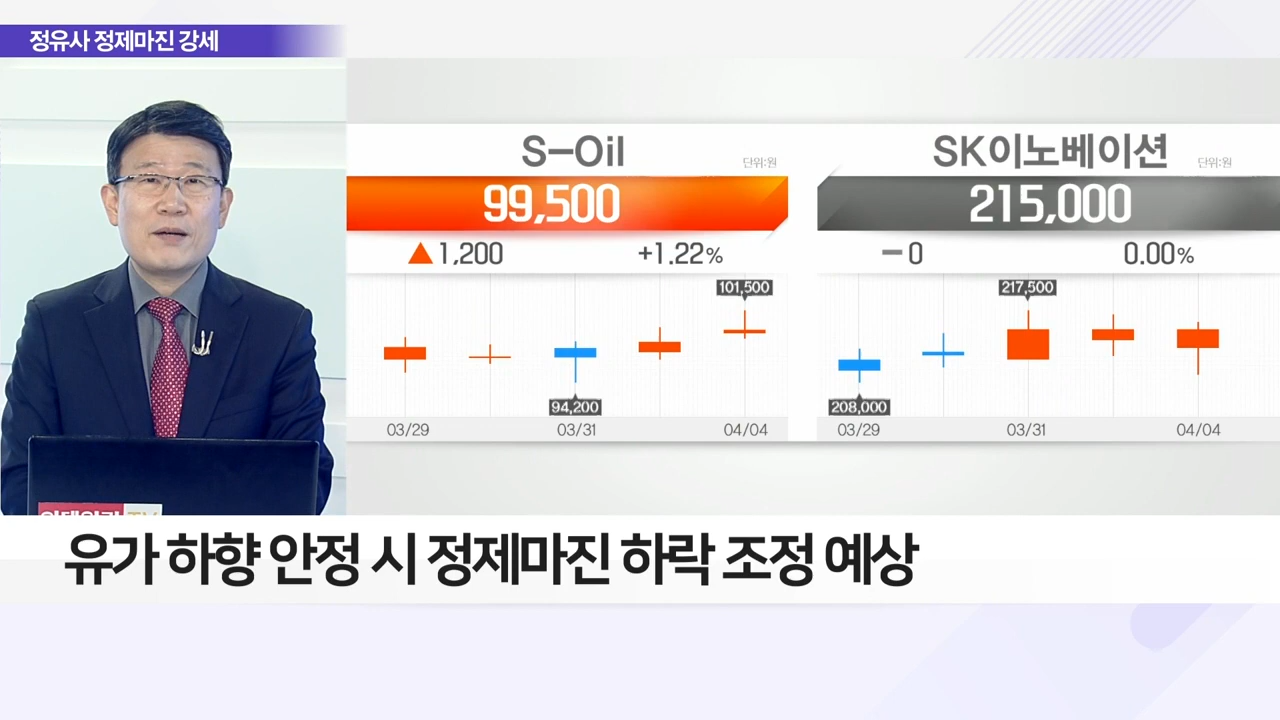 정유사 정제마진 강세
S-Oil
단위:원
99,500
▲1,200 +1.22%
101,500
94,200
03/29 03/31 04/04
SK이노베이션
단위:원
215,000
- 0 0.00%
217,500
208,000
03/29 03/31 04/04
유가 하향 안정 시 정제마진 하락 조정 예상